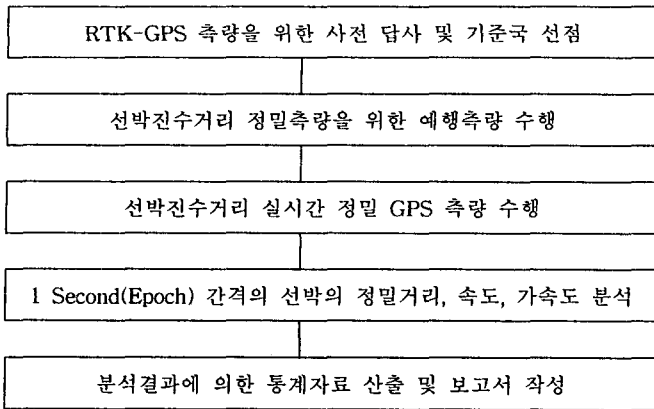 RTK-GPS 측량을 위한 사전 답사 및 기준국 선점
선박진수거리 정밀측량을 위한 예행측량 수행
선박진수거리 실시간 정밀 GPS 측량 수행
1 Second(Epoch) 간격의 선박의 정밀거리, 속도, 가속도 분석
분석결과에 의한 통계자료 산출 및 보고서 작성